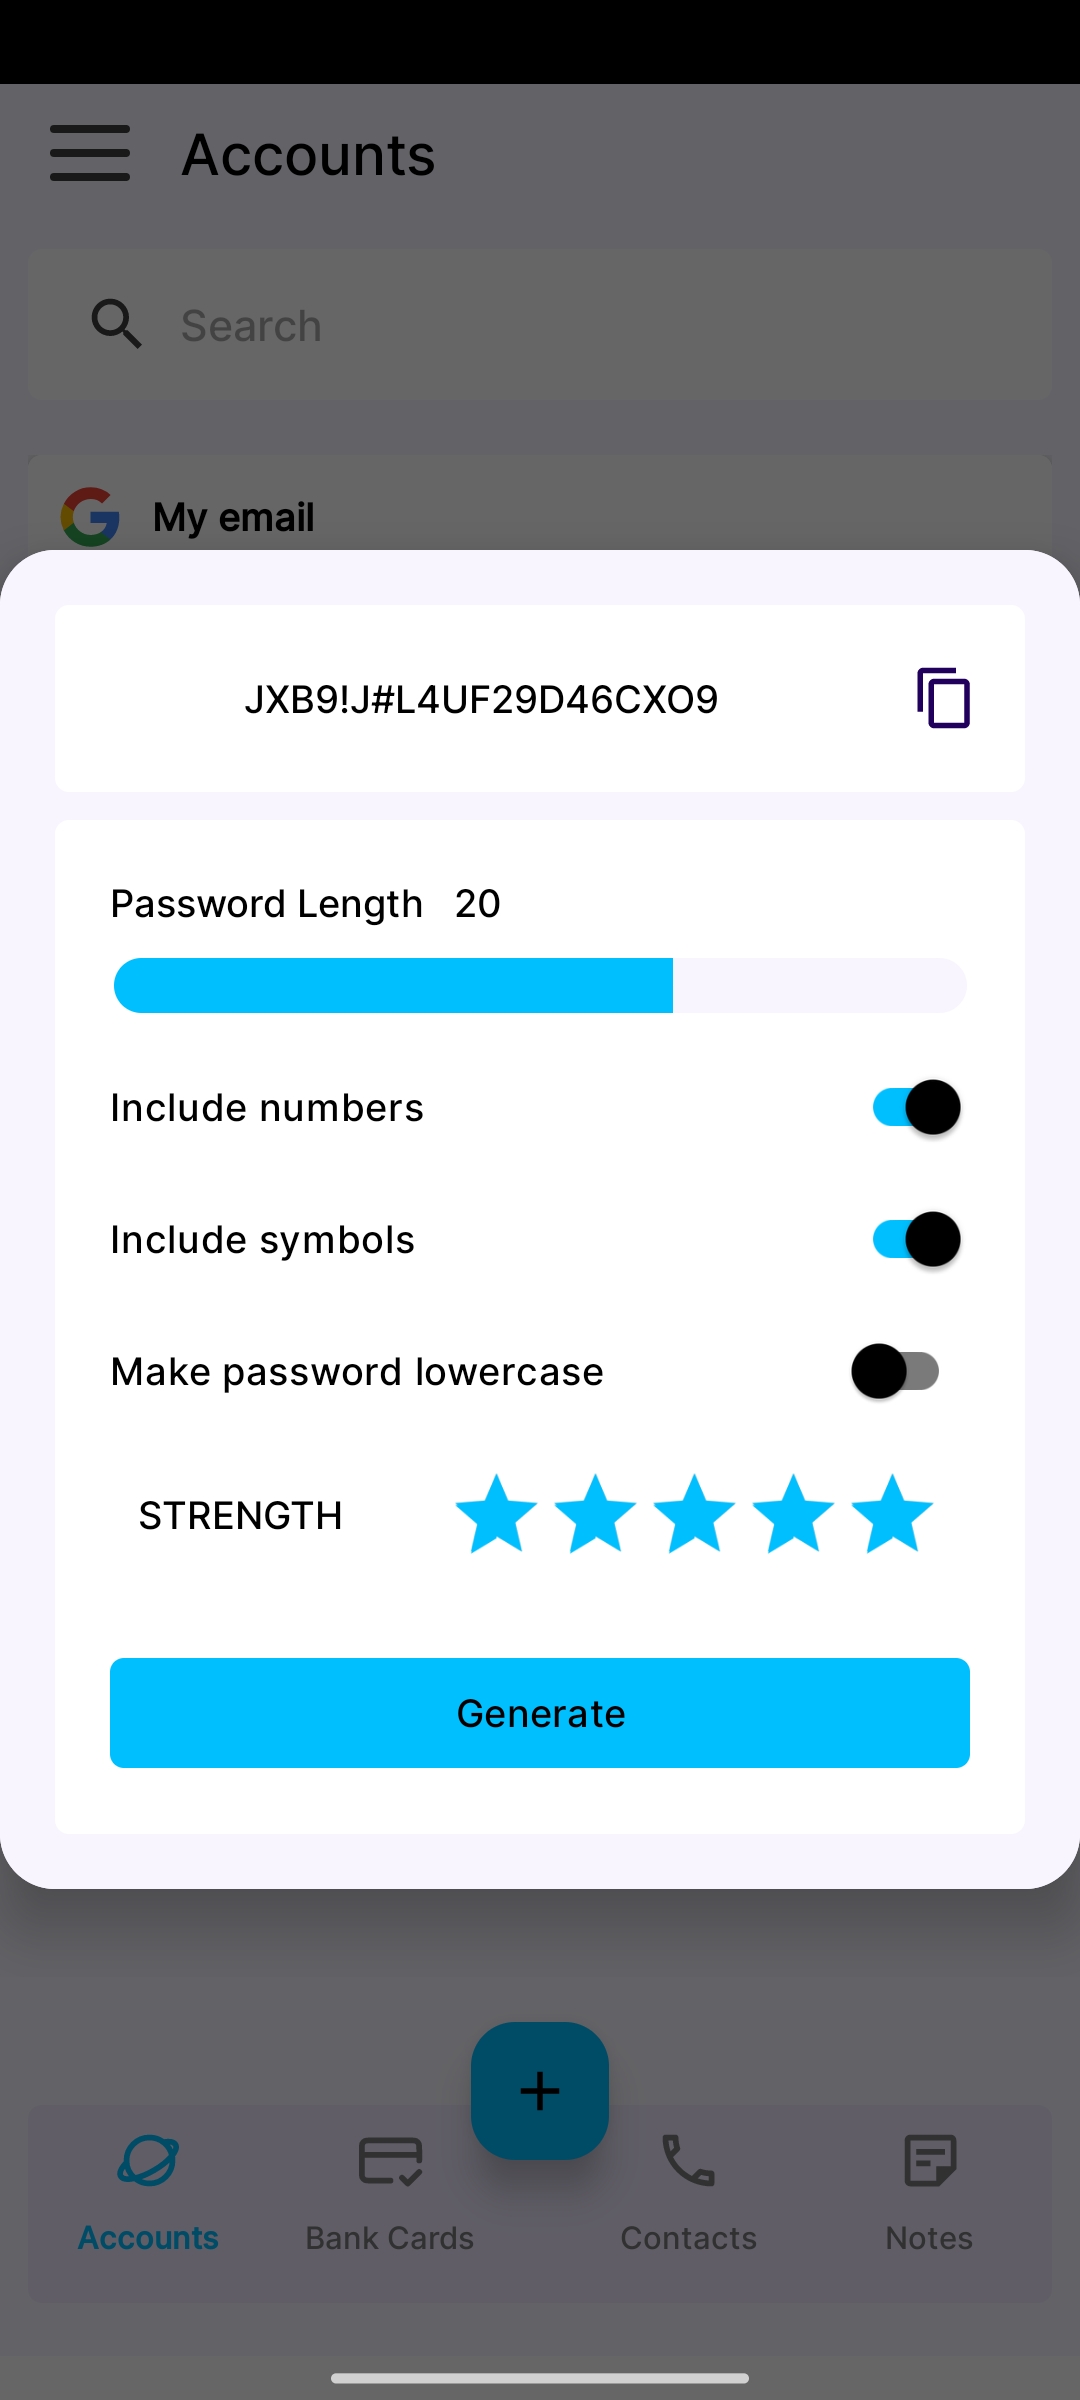 Accounts
Search
My email
JXB9!J#L4UF29D46CXO9
Password Length 20
Include numbers
Include symbols
Make password lowercase
STRENGTH
Generate
Accounts
Bank Cards
Contacts
Notes